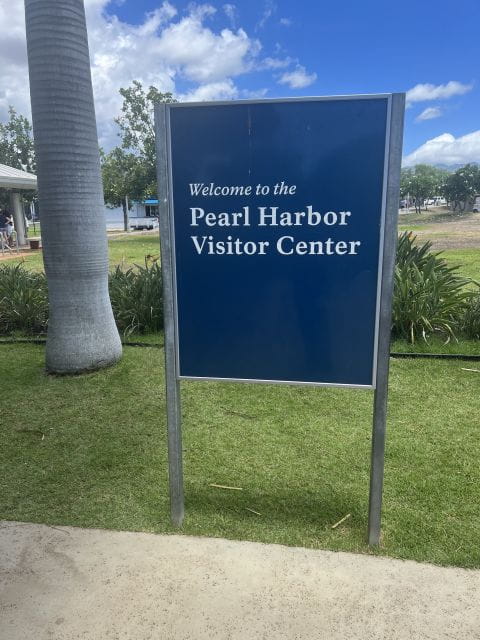 Welcome to the
Pearl Harbor
Visitor Center